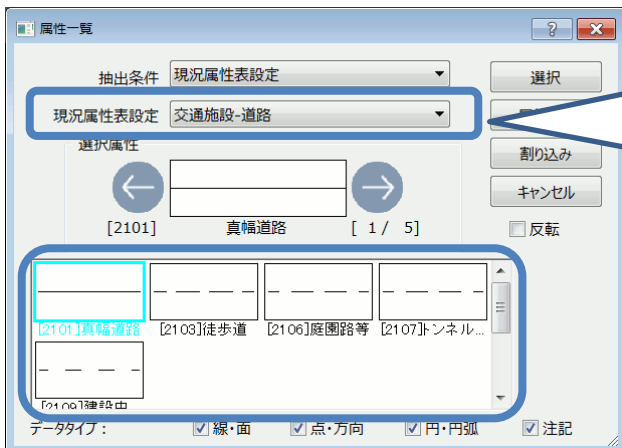 属性一覧
抽出条件 現況属性表設定 選択
現況属性表設定 交通施設-道路
選択属性 割り込み
キャンセル
[2101] 真幅道路 [ 1/ 5] 反転
[2101]真幅道路 [2103]徒歩道 [2106]庭園路等 [2107]トンネル...
[2109]建設中
データタイプ： 線・面 点・方向 円・円弧 注記